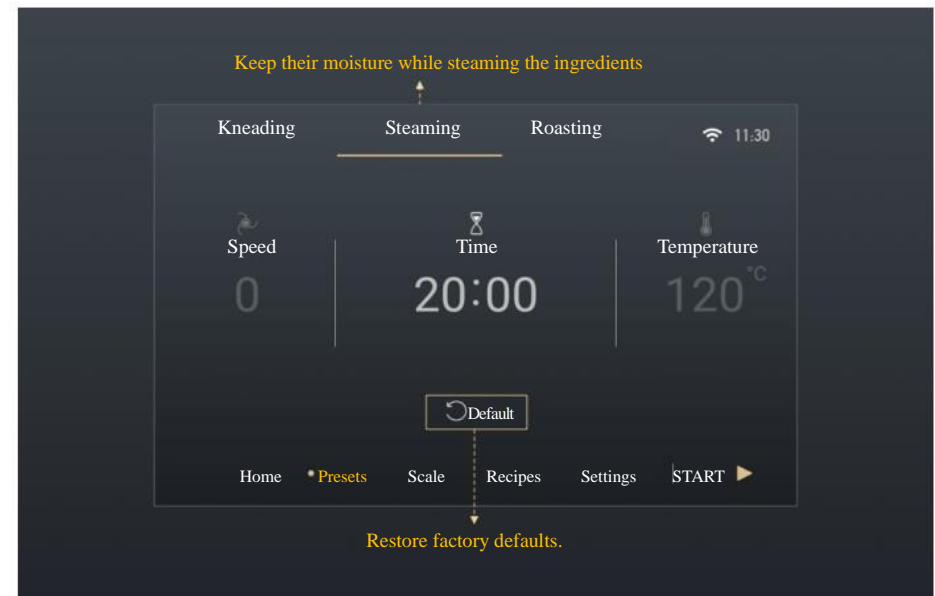 Keep their moisture while steaming the ingredients
Kneading Steaming Roasting 11:30
Speed Time Temperature
0 20:00 120°C
Default
Home Presets Scale Recipes Settings START
Restore factory defaults.